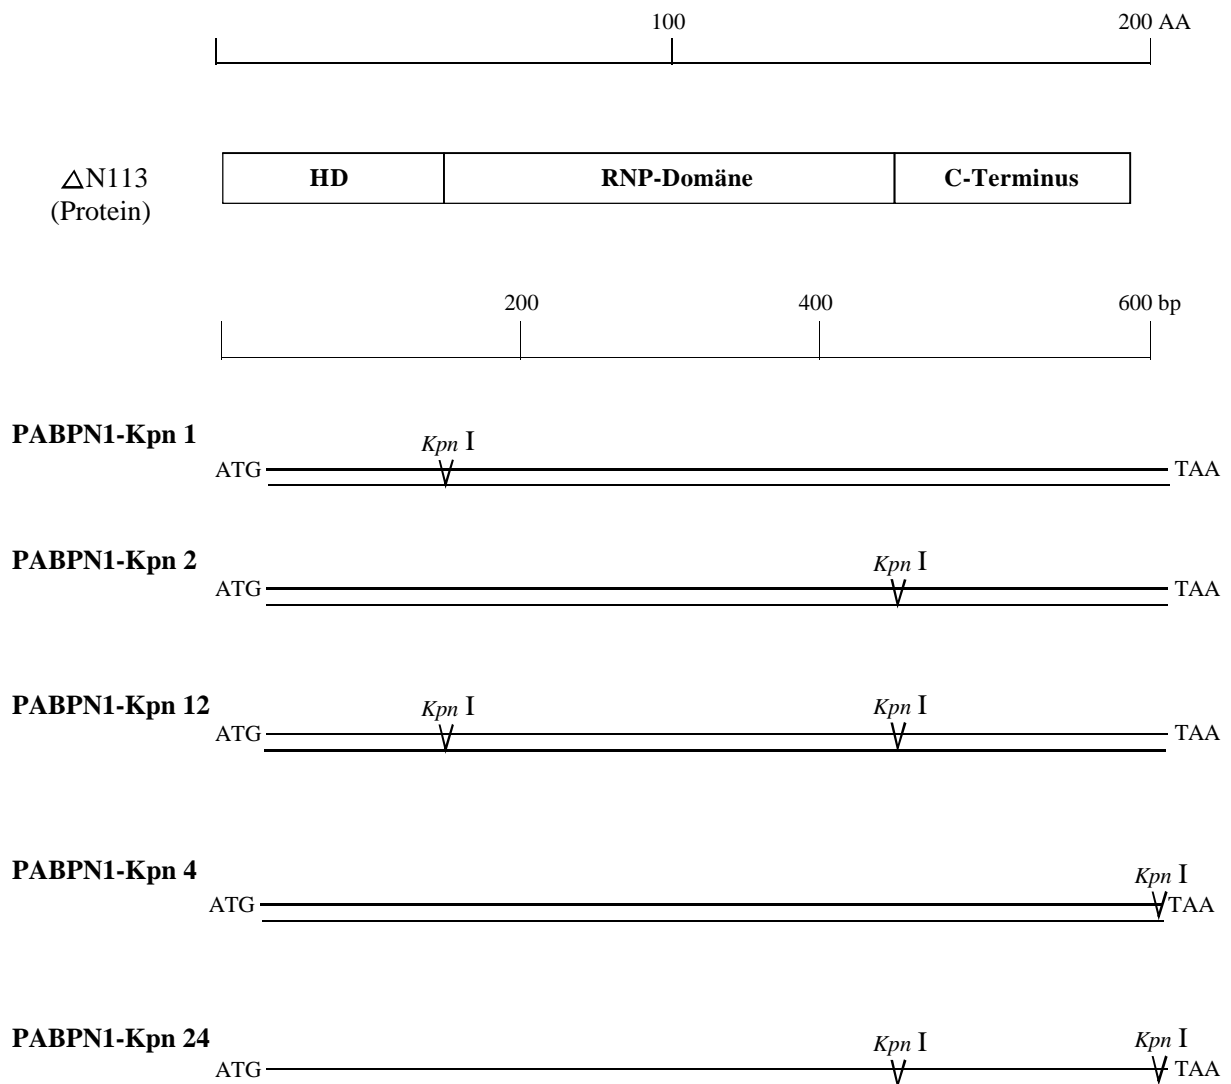 100 200 AA
△N113
(Protein)
HD RNP-Domäne C-Terminus
200 400 600 bp
PABPN1-Kpn 1
Kpn I
ATG TAA
PABPN1-Kpn 2
Kpn I
ATG TAA
PABPN1-Kpn 12
Kpn I Kpn I
ATG TAA
PABPN1-Kpn 4
Kpn I
ATG TAA
PABPN1-Kpn 24
Kpn I Kpn I
ATG TAA